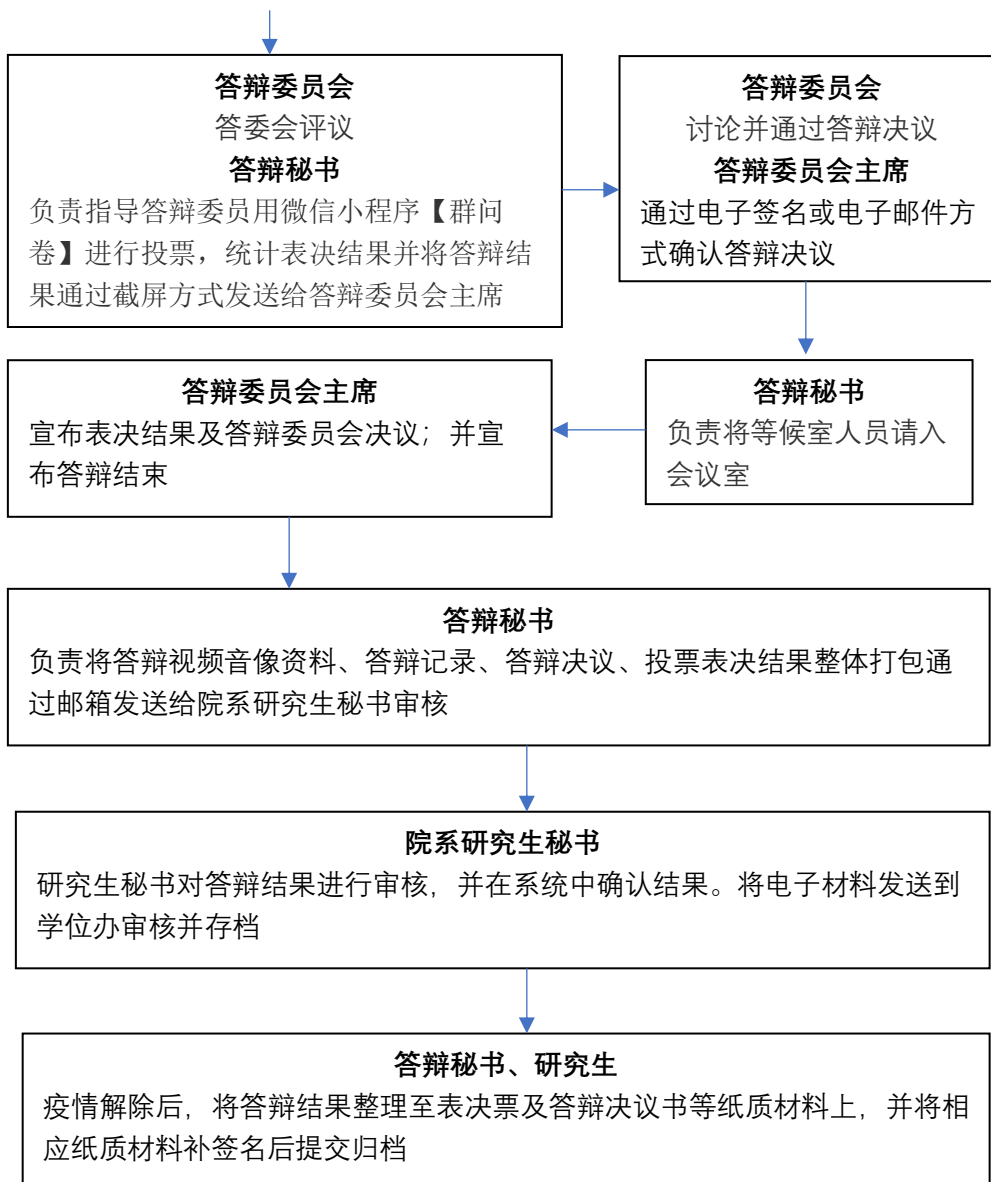 答辩委员会
答委会评议
答辩秘书
负责指导答辩委员用微信小程序【群问
卷】进行投票，统计表决结果并将答辩结
果通过截屏方式发送给答辩委员会主席
答辩委员会
讨论并通过答辩决议
答辩委员会主席
通过电子签名或电子邮件方
式确认答辩决议
答辩秘书
负责将等候室人员请入
会议室
答辩委员会主席
宣布表决结果及答辩委员会决议；并宣
布答辩结束
答辩秘书
负责将答辩视频音像资料、答辩记录、答辩决议、投票表决结果整体打包通
过邮箱发送给院系研究生秘书审核
院系研究生秘书
研究生秘书对答辩结果进行审核，并在系统中确认结果。将电子材料发送到
学位办审核并存档
答辩秘书、研究生
疫情解除后，将答辩结果整理至表决票及答辩决议书等纸质材料上，并将相
应纸质材料补签名后提交归档